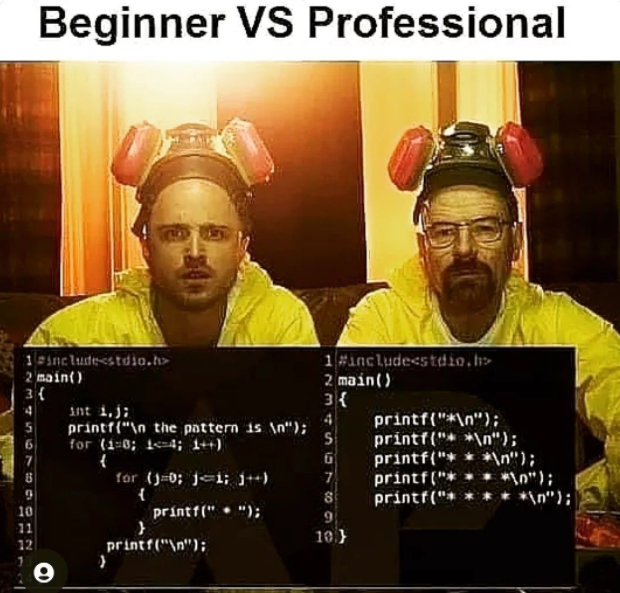 Beginner VS Professional
1 #include<stdio.h>
2 main()
3 {
4 int i,j;
5 printf("\n the pattern is \n");
6 for (i=0; i<=4; i++)
7 {
8 for (j=0; j<=i; j++)
9 {
10 printf(" * ");
11 }
12 printf("\n");
}
1 #include<stdio.h>
2 main()
3 {
4 printf("*\n");
5 printf("* *\n");
6 printf("* * *\n");
7 printf("* * * *\n");
8 printf("* * * * *\n");
9
10 }